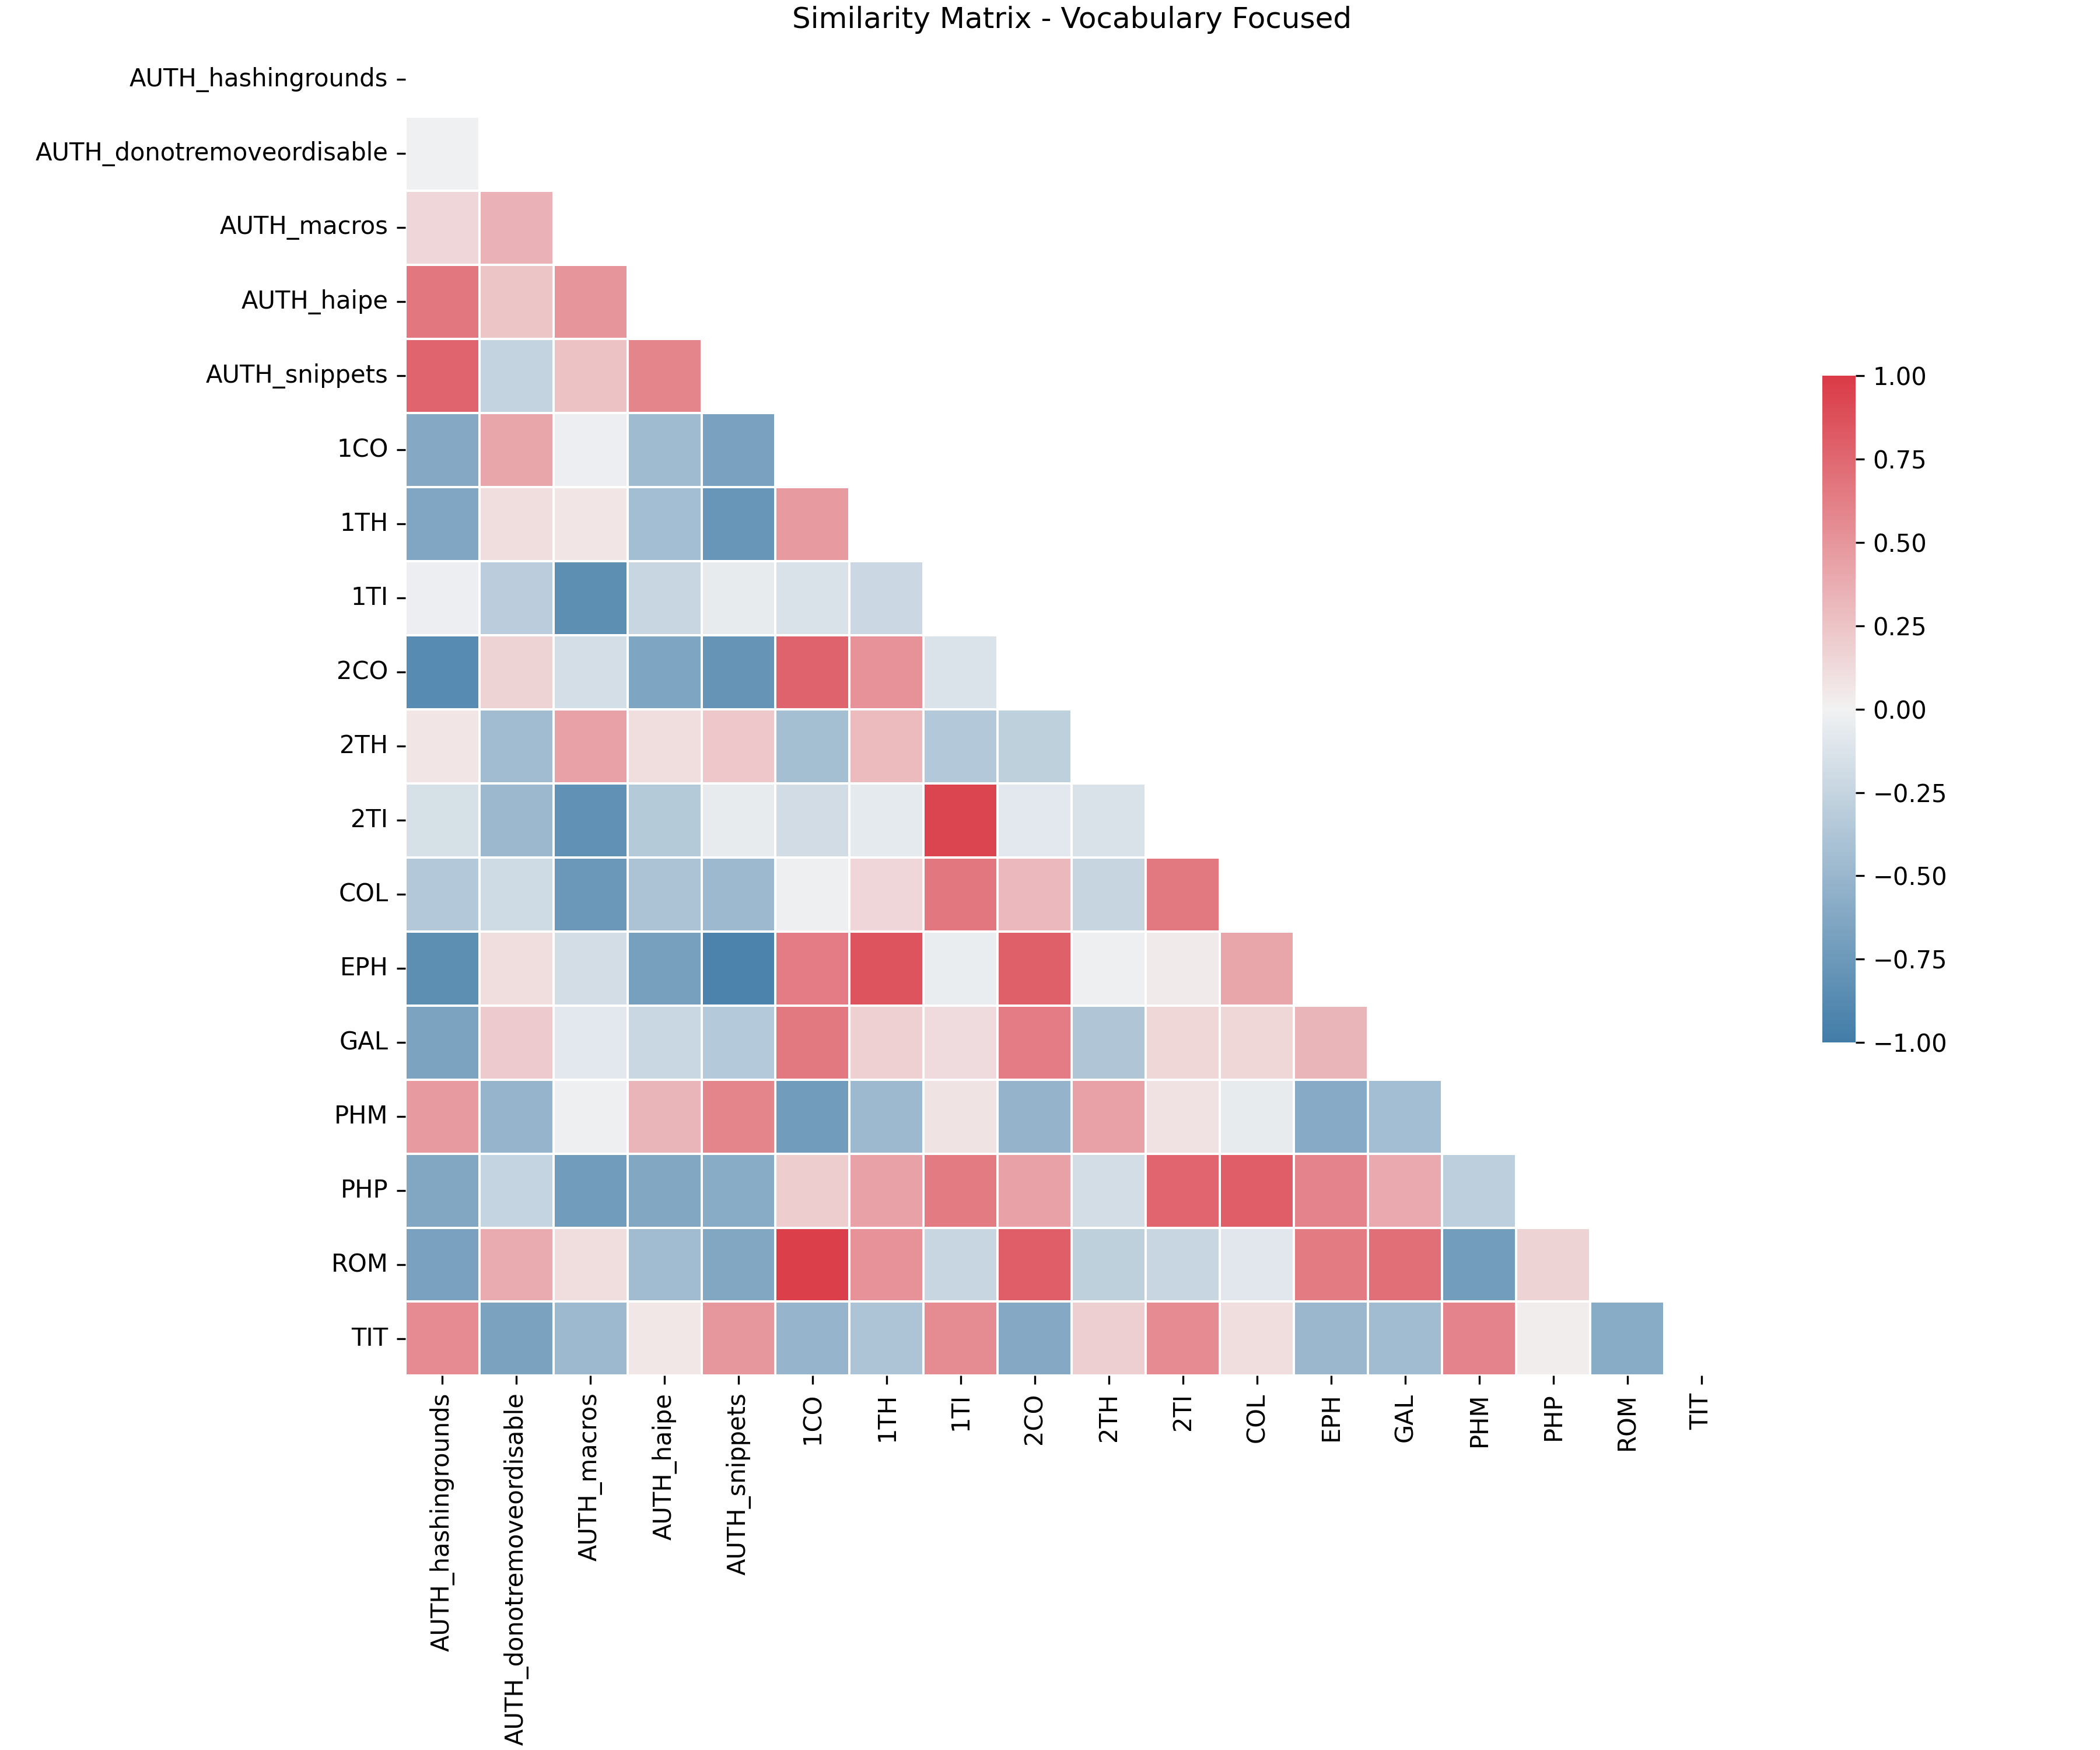 Similarity Matrix - Vocabulary Focused
AUTH_hashingrounds
AUTH_donotremoveordisable
AUTH_macros
AUTH_haipe
AUTH_snippets
1CO
1TH
1TI
2CO
2TH
2TI
COL
EPH
GAL
PHM
PHP
ROM
TIT
AUTH_hashingrounds
AUTH_donotremoveordisable
AUTH_macros
AUTH_haipe
AUTH_snippets
1CO
1TH
1TI
2CO
2TH
2TI
COL
EPH
GAL
PHM
PHP
ROM
TIT
1.00
0.75
0.50
0.25
0.00
−0.25
−0.50
−0.75
−1.00